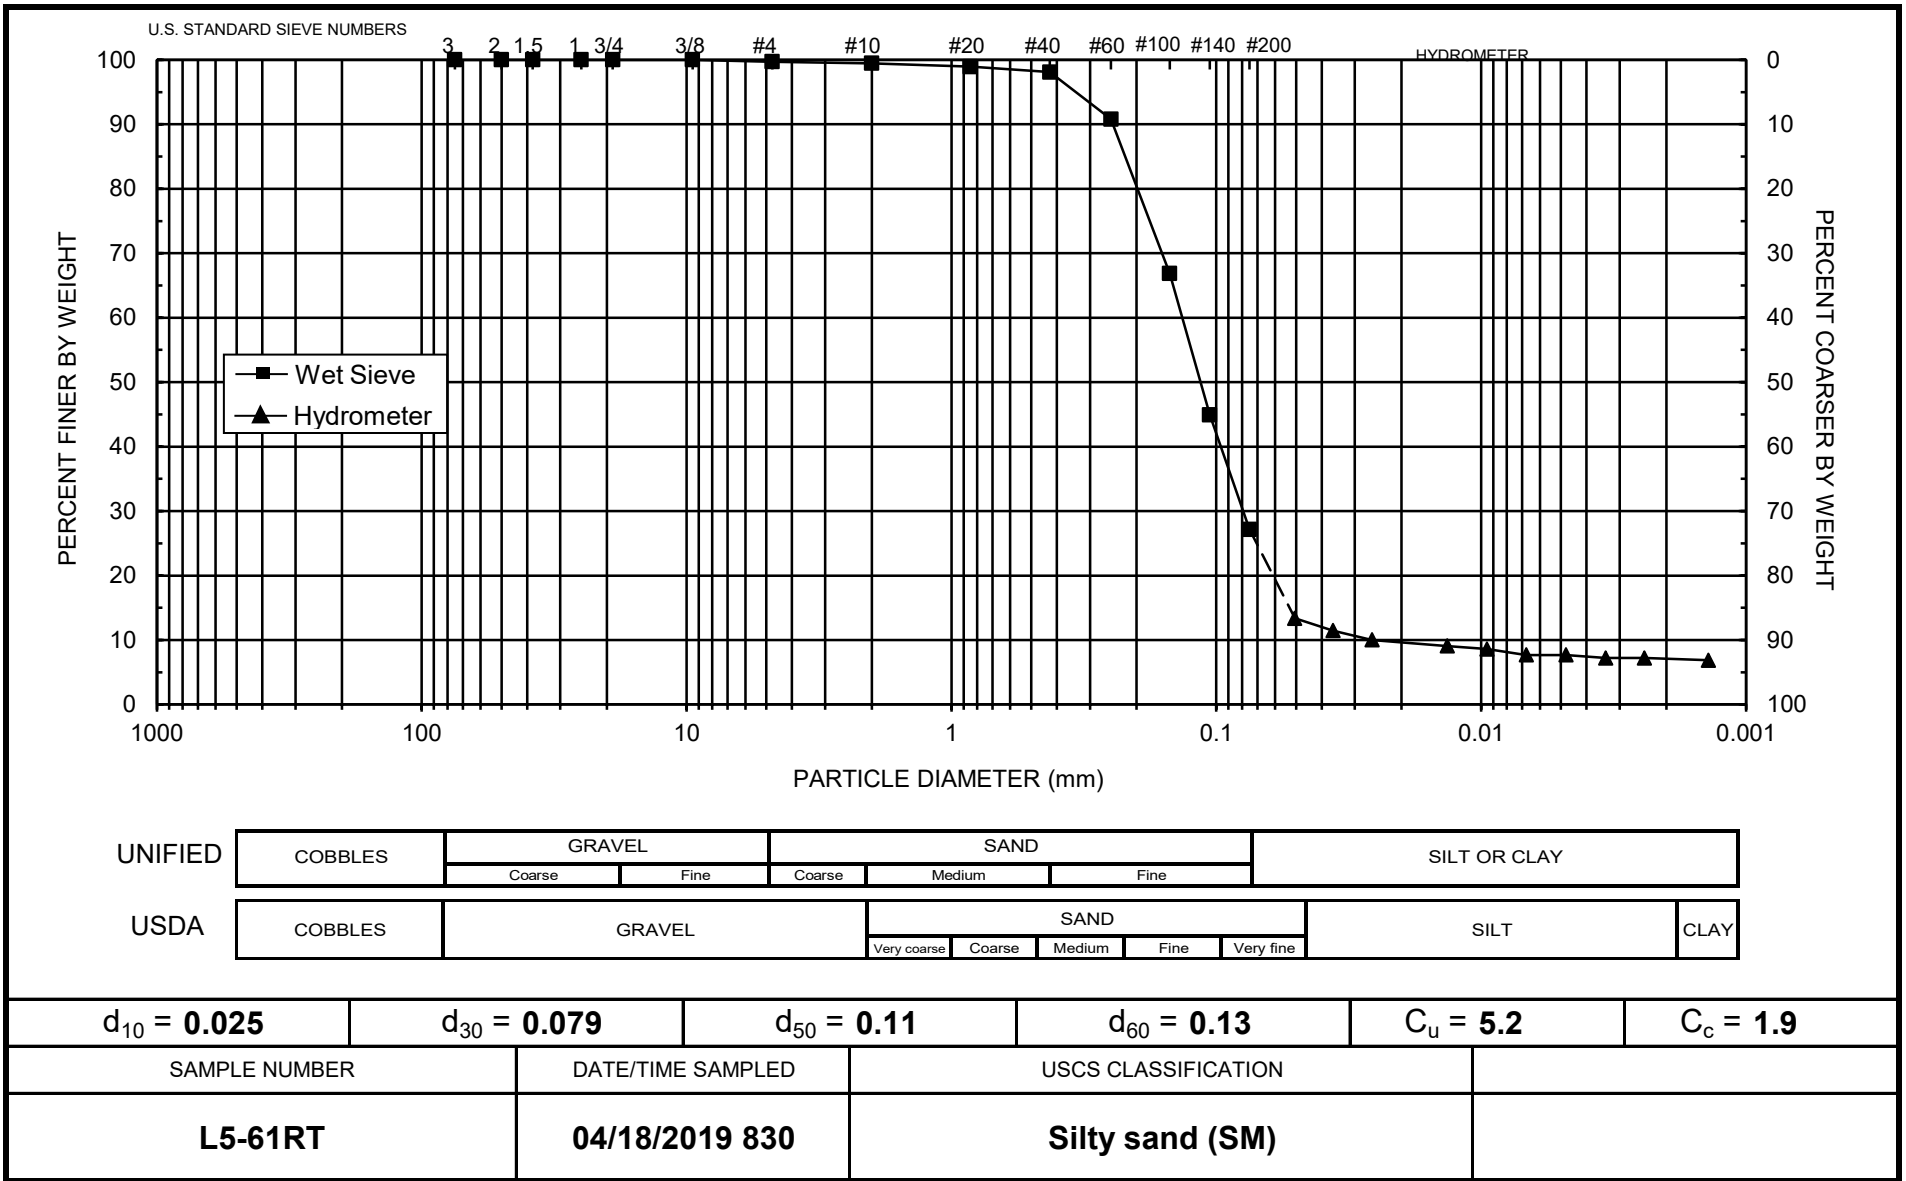 U.S. STANDARD SIEVE NUMBERS
3 2 1.5 1 3/4 3/8 #4 #10 #20 #40 #60 #100 #140 #200
HYDROMETER
100 0
90 10
80 20
70 30
60 40
50 50
40 60
30 70
20 80
10 90
0 100
PERCENT FINER BY WEIGHT
PERCENT COARSER BY WEIGHT
Wet Sieve
Hydrometer
1000 100 10 1 0.1 0.01 0.001
PARTICLE DIAMETER (mm)
UNIFIED
COBBLES GRAVEL SAND SILT OR CLAY
Coarse Fine Coarse Medium Fine
USDA
COBBLES GRAVEL SAND SILT CLAY
Very coarse Coarse Medium Fine Very fine
d10 = 0.025 d30 = 0.079 d50 = 0.11 d60 = 0.13 Cu = 5.2 Cc = 1.9
SAMPLE NUMBER DATE/TIME SAMPLED USCS CLASSIFICATION
L5-61RT 04/18/2019 830 Silty sand (SM)